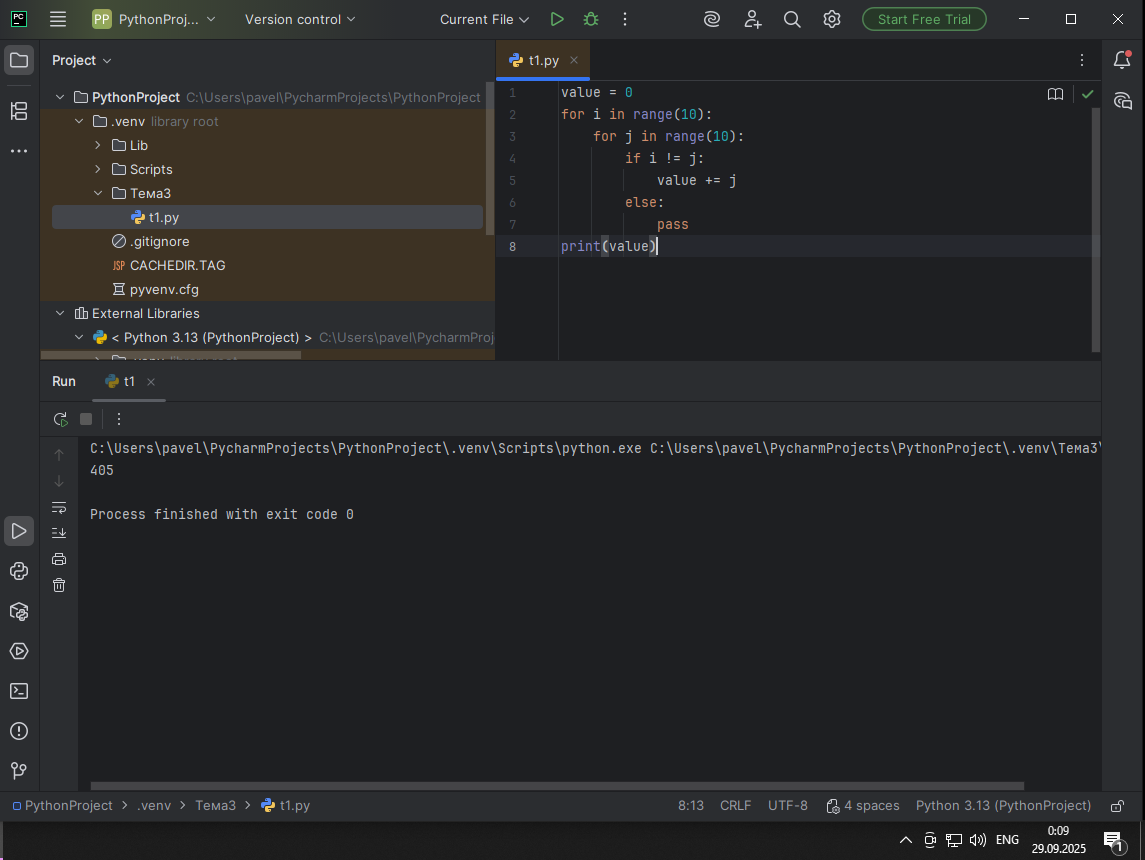 PC PP PythonProj... Version control Current File Start Free Trial
Project
t1.py
PythonProject C:\Users\pavel\PycharmProjects\PythonProject
.venv library root
Lib
Scripts
Тема3
t1.py
.gitignore
JSP CACHEDIR.TAG
pyvenv.cfg
External Libraries
< Python 3.13 (PythonProject) > C:\Users\pavel\PycharmProj
.venv library root
1 value = 0
2 for i in range(10):
3 for j in range(10):
4 if i != j:
5 value += j
6 else:
7 pass
8 print(value)
Run t1
C:\Users\pavel\PycharmProjects\PythonProject\.venv\Scripts\python.exe C:\Users\pavel\PycharmProjects\PythonProject\.venv\Тема3\
405
Process finished with exit code 0
PythonProject > .venv > Тема3 > t1.py 8:13 CRLF UTF-8 4 spaces Python 3.13 (PythonProject)
ENG 0:09
29.09.2025 1